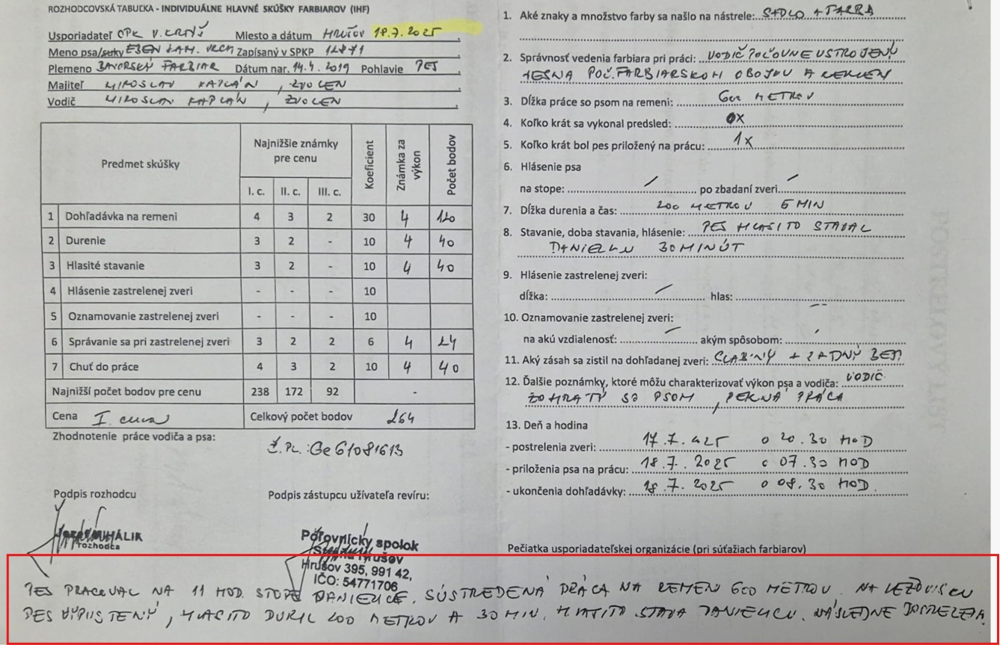 ROZHODCOVSKÁ TABUĽKA - INDIVIDUÁLNE HLAVNÉ SKÚŠKY FARBIAROV (IHF)
Usporiadateľ OPK V. KRTÍŠ Miesto a dátum HRUŠOV 18.7.2025
Meno psa/suky EBEN Zapísaný v SPKP
Plemeno BAVORSKÝ FARBIAR Dátum nar. 14.4.2019 Pohlavie PES
Majiteľ MIROSLAV KAPLÁN, ZVOLEN
Vodič MIROSLAV KAPLÁN, ZVOLEN
Predmet skúšky Najnižšie známky pre cenu Koeficient Známka za výkon Počet bodov
I. c. II. c. III. c.
1 Dohľadávka na remeni 4 3 2 30 4 120
2 Durenie 3 2 - 10 4 40
3 Hlasité stavanie 3 2 - 10 4 40
4 Hlásenie zastrelenej zveri - - - 10
5 Oznamovanie zastrelenej zveri - - - 10
6 Správanie sa pri zastrelenej zveri 3 2 2 6 4 24
7 Chuť do práce 4 3 2 10 4 40
Najnižší počet bodov pre cenu 238 172 92 -
Cena I. cena Celkový počet bodov 264
Zhodnotenie práce vodiča a psa:
Č. PL.: Ge 61081613
Podpis rozhodcu Podpis zástupcu užívateľa revíru:
MIHÁLIK
rozhodca
Poľovnícky spolok
Hrušov
Hrušov 395, 991 42,
IČO: 54771706
1. Aké znaky a množstvo farby sa našlo na nástrele: SADLO + FARBA
2. Správnosť vedenia farbiara pri práci: VODIČ POĽOVNE USTROJENÝ
FARBIARSKOM OBOJKU A REMENI
3. Dĺžka práce so psom na remeni: 600 METROV
4. Koľko krát sa vykonal predsled: 0X
5. Koľko krát bol pes priložený na prácu: 1X
6. Hlásenie psa
na stope: / po zbadaní zveri /
7. Dĺžka durenia a čas: 200 METROV 5 MIN
8. Stavanie, doba stavania, hlásenie: PES HLASITO STAVAL
DANIELKU 30 MINÚT
9. Hlásenie zastrelenej zveri:
dĺžka: / hlas:
10. Oznamovanie zastrelenej zveri:
na akú vzdialenosť: akým spôsobom:
11. Aký zásah sa zistil na dohľadanej zveri: SLABINY + ZADNÝ BEH
12. Ďalšie poznámky, ktoré môžu charakterizovať výkon psa a vodiča: VODIČ
ZOHRATÝ SO PSOM, PEKNÁ PRÁCA
13. Deň a hodina
- postrelenia zveri: 17.7.2025 o 20.30 HOD
- priloženia psa na prácu: 18.7.2025 o 07.30 HOD
- ukončenia dohľadávky: 18.7.2025 o 08.30 HOD.
Pečiatka usporiadateľskej organizácie (pri súťažiach farbiarov)
PES PRACOVAL NA 11 HOD. STOPE DANIELICE. SÚSTREDENÁ PRÁCA NA REMENI 600 METROV. NA LEŽOVISKU
PES VYPUSTENÝ, HLASITO DURIL 200 METROV A 30 MIN. HLASITO STAVA DANIELICU. NÁSLEDNE DOSTRELENÁ.